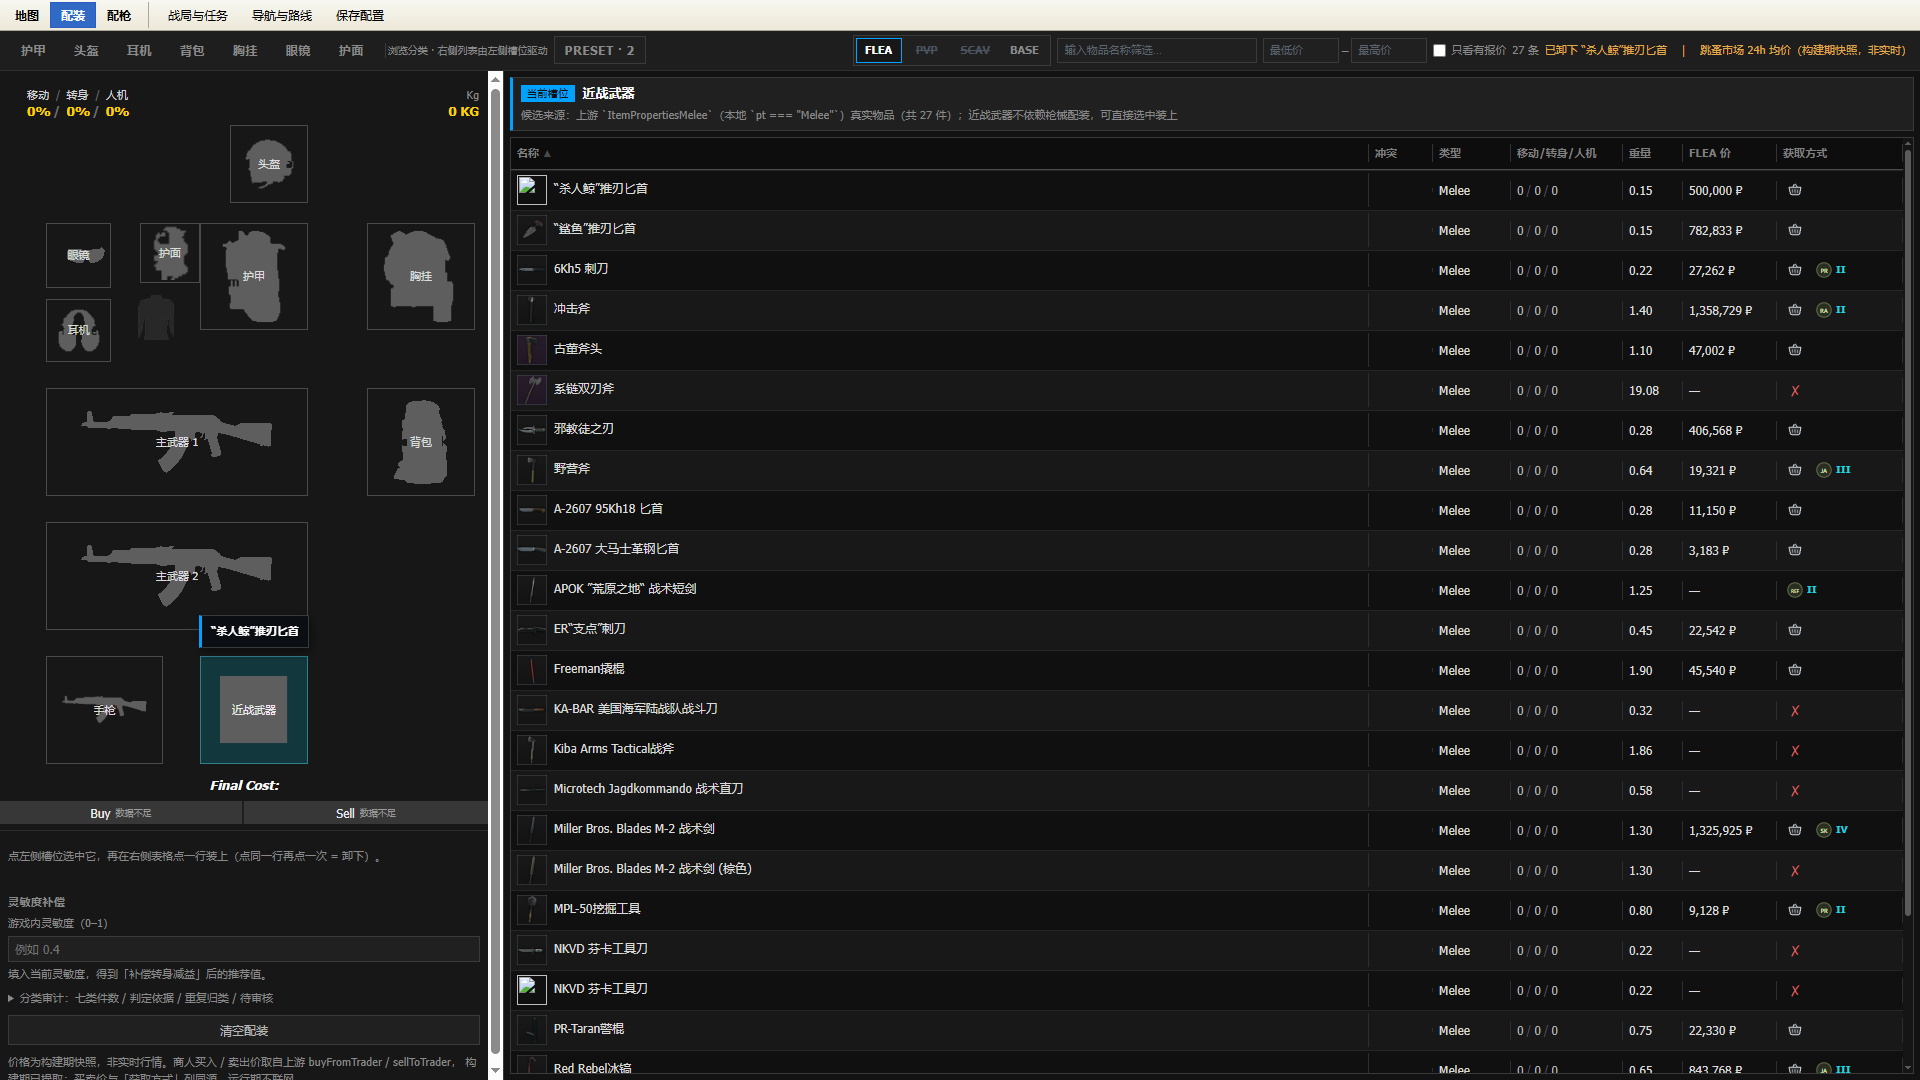 地图 配装 配枪 战局与任务 导航与路线 保存配置
护甲 头盔 耳机 背包 胸挂 眼镜 护面 浏览分类 · 右侧列表由左侧槽位驱动 PRESET · 2 FLEA PVP SCAV BASE 输入物品名称筛选... 最低价 — 最高价 只看有报价 27 条 已卸下 “杀人鲸”推刃匕首 | 跳蚤市场 24h 均价（构建期快照，非实时）
移动 / 转身 / 人机 Kg
0% / 0% / 0% 0 KG
头盔
眼镜 护面 护甲 胸挂
耳机
主武器 1 背包
主武器 2
“杀人鲸”推刃匕首
手枪 近战武器
Final Cost:
Buy 数据不足 Sell 数据不足
点左侧槽位选中它，再在右侧表格点一行装上（点同一行再点一次 = 卸下）。
灵敏度补偿
游戏内灵敏度（0–1）
例如 0.4
填入当前灵敏度，得到「补偿转身减益」后的推荐值。
▶ 分类审计：七类件数 / 判定依据 / 重复归类 / 待审核
清空配装
价格为构建期快照，非实时行情。商人买入 / 卖出价取自上游 buyFromTrader / sellToTrader， 构
当前槽位 近战武器
候选来源：上游 `ItemPropertiesMelee`（本地 `pt === "Melee"`）真实物品（共 27 件）；近战武器不依赖枪械配装，可直接选中装上
名称 ▲ 冲突 类型 移动/转身/人机 重量 FLEA 价 获取方式
“杀人鲸”推刃匕首 Melee 0 / 0 / 0 0.15 500,000 ₽
“鲨鱼”推刃匕首 Melee 0 / 0 / 0 0.15 782,833 ₽
6Kh5 刺刀 Melee 0 / 0 / 0 0.22 27,262 ₽ PR II
冲击斧 Melee 0 / 0 / 0 1.40 1,358,729 ₽ RA II
古董斧头 Melee 0 / 0 / 0 1.10 47,002 ₽
系链双刃斧 Melee 0 / 0 / 0 19.08 — ✗
邪教徒之刃 Melee 0 / 0 / 0 0.28 406,568 ₽
野营斧 Melee 0 / 0 / 0 0.64 19,321 ₽ JA III
A-2607 95Kh18 匕首 Melee 0 / 0 / 0 0.28 11,150 ₽
A-2607 大马士革钢匕首 Melee 0 / 0 / 0 0.28 3,183 ₽
APOK “荒原之地“ 战术短剑 Melee 0 / 0 / 0 1.25 — REF II
ER“支点”刺刀 Melee 0 / 0 / 0 0.45 22,542 ₽
Freeman撬棍 Melee 0 / 0 / 0 1.90 45,540 ₽
KA-BAR 美国海军陆战队战斗刀 Melee 0 / 0 / 0 0.32 — ✗
Kiba Arms Tactical战斧 Melee 0 / 0 / 0 1.86 — ✗
Microtech Jagdkommando 战术直刀 Melee 0 / 0 / 0 0.58 — ✗
Miller Bros. Blades M-2 战术剑 Melee 0 / 0 / 0 1.30 1,325,925 ₽ SK IV
Miller Bros. Blades M-2 战术剑 (棕色) Melee 0 / 0 / 0 1.30 — ✗
MPL-50挖掘工具 Melee 0 / 0 / 0 0.80 9,128 ₽ PR II
NKVD 芬卡工具刀 Melee 0 / 0 / 0 0.22 — ✗
NKVD 芬卡工具刀 Melee 0 / 0 / 0 0.22 — ✗
PR-Taran警棍 Melee 0 / 0 / 0 0.75 22,330 ₽
Red Rebel冰镐 Melee 0 / 0 / 0 0.65 843,768 ₽ JA III